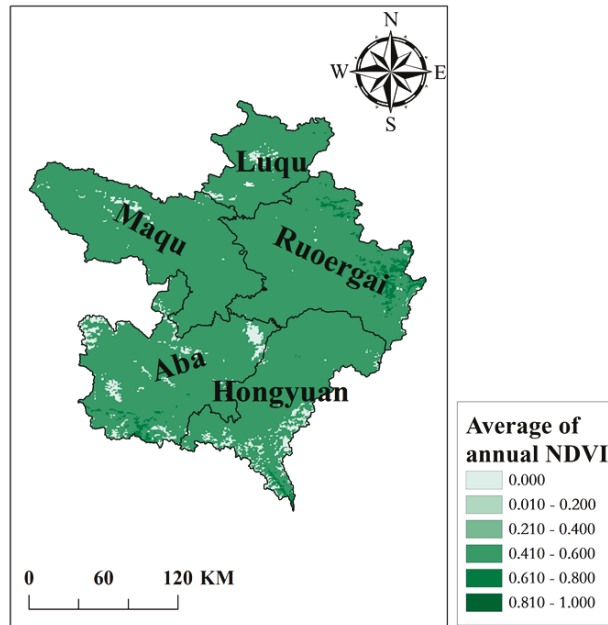 N
W
E
S
Luqu
Maqu
Ruoergai
Aba
Hongyuan
Average of
annual NDVI
0.000
0.010 - 0.200
0.210 - 0.400
0.410 - 0.600
0.610 - 0.800
0.810 - 1.000
0 60 120 KM